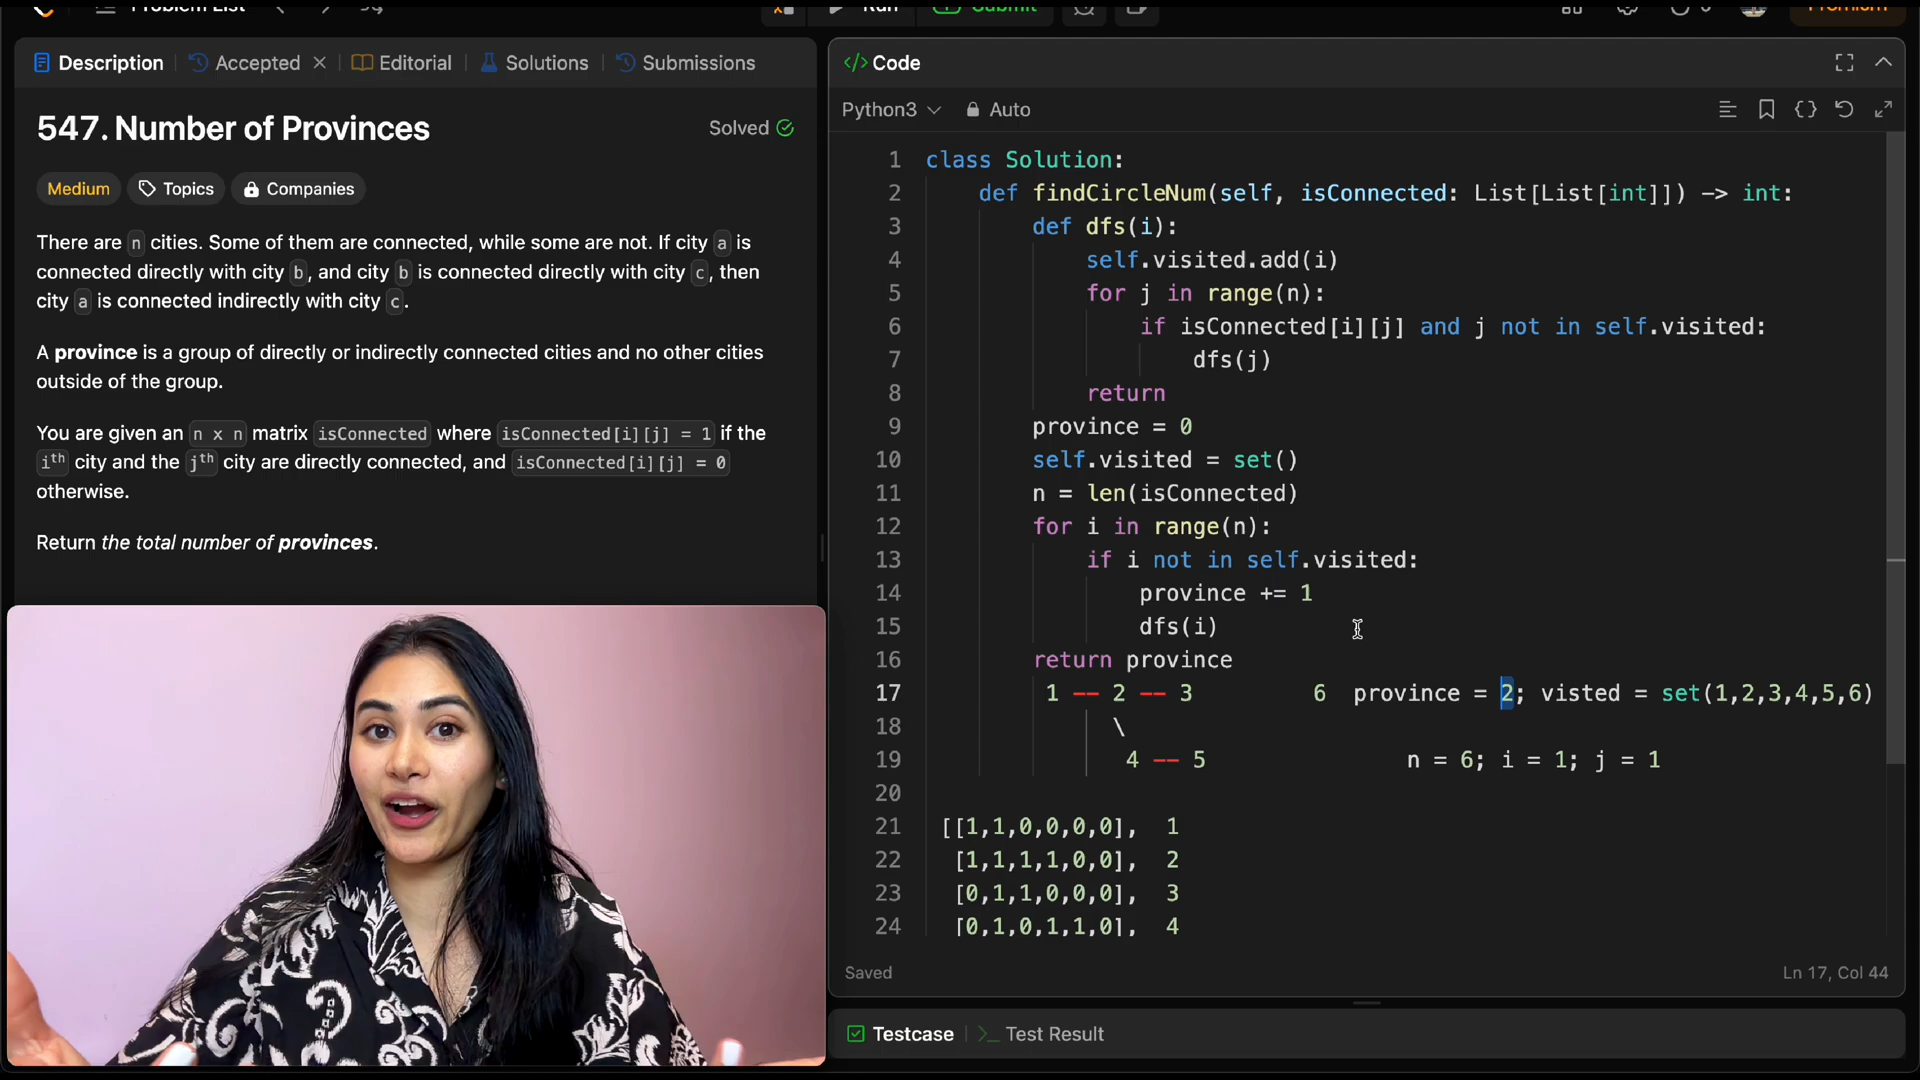 Problem List
Run
Submit
Premium
Description
Accepted
Editorial
Solutions
Submissions
547. Number of Provinces
Solved
Medium
Topics
Companies
There are n cities. Some of them are connected, while some are not. If city a is
connected directly with city b, and city b is connected directly with city c, then
city a is connected indirectly with city c.
A province is a group of directly or indirectly connected cities and no other cities
outside of the group.
You are given an n x n matrix isConnected where isConnected[i][j] = 1 if the
ith city and the jth city are directly connected, and isConnected[i][j] = 0
otherwise.
Return the total number of provinces.
</> Code
Python3
Auto
1 class Solution:
2 def findCircleNum(self, isConnected: List[List[int]]) -> int:
3 def dfs(i):
4 self.visited.add(i)
5 for j in range(n):
6 if isConnected[i][j] and j not in self.visited:
7 dfs(j)
8 return
9 province = 0
10 self.visited = set()
11 n = len(isConnected)
12 for i in range(n):
13 if i not in self.visited:
14 province += 1
15 dfs(i)
16 return province
17 1 -- 2 -- 3 6 province = 2; visted = set(1,2,3,4,5,6)
18 \
19 4 -- 5 n = 6; i = 1; j = 1
20
21 [[1,1,0,0,0,0], 1
22 [1,1,1,1,0,0], 2
23 [0,1,1,0,0,0], 3
24 [0,1,0,1,1,0], 4
Saved
Ln 17, Col 44
Testcase
Test Result